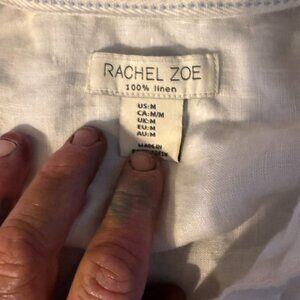 RACHEL ZOE
100% linen
US:M
CA:M/M
UK:M
EU:M
AU:M
MADE IN